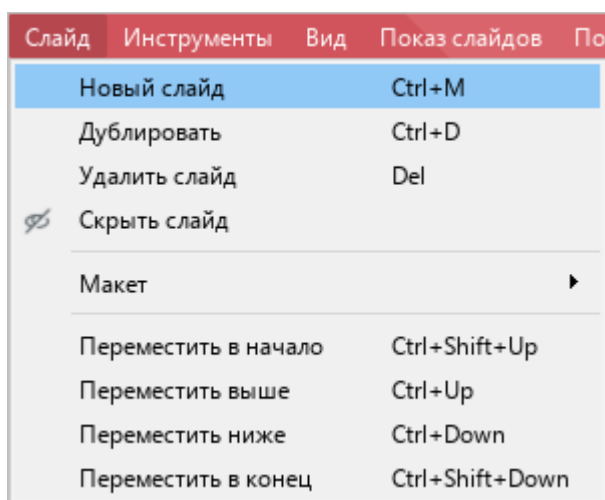 Слайд Инструменты Вид Показ слайдов
Новый слайд Ctrl+M
Дублировать Ctrl+D
Удалить слайд Del
Скрыть слайд
Макет
Переместить в начало Ctrl+Shift+Up
Переместить выше Ctrl+Up
Переместить ниже Ctrl+Down
Переместить в конец Ctrl+Shift+Down